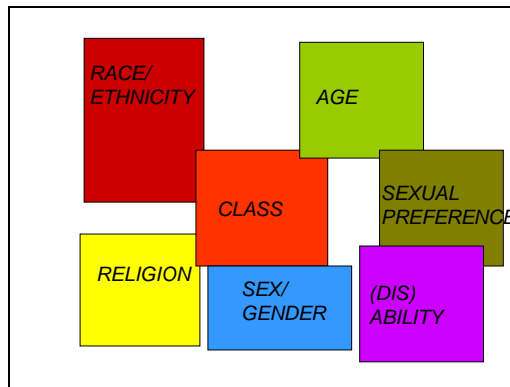 RACE/
ETHNICITY
AGE
CLASS
SEXUAL
PREFERENCE
RELIGION
SEX/
GENDER
(DIS)
ABILITY